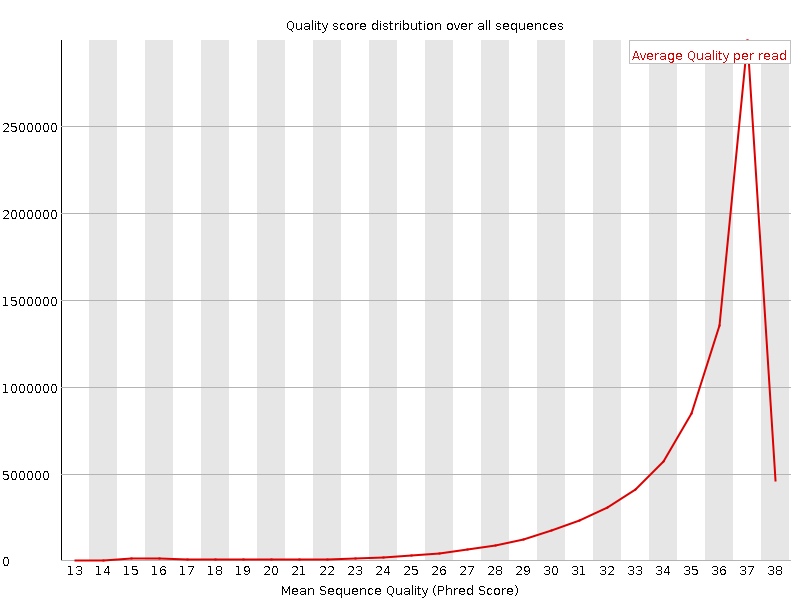 Quality score distribution over all sequences
Average Quality per read
2500000
2000000
1500000
1000000
500000
0
13 14 15 16 17 18 19 20 21 22 23 24 25 26 27 28 29 30 31 32 33 34 35 36 37 38
Mean Sequence Quality (Phred Score)